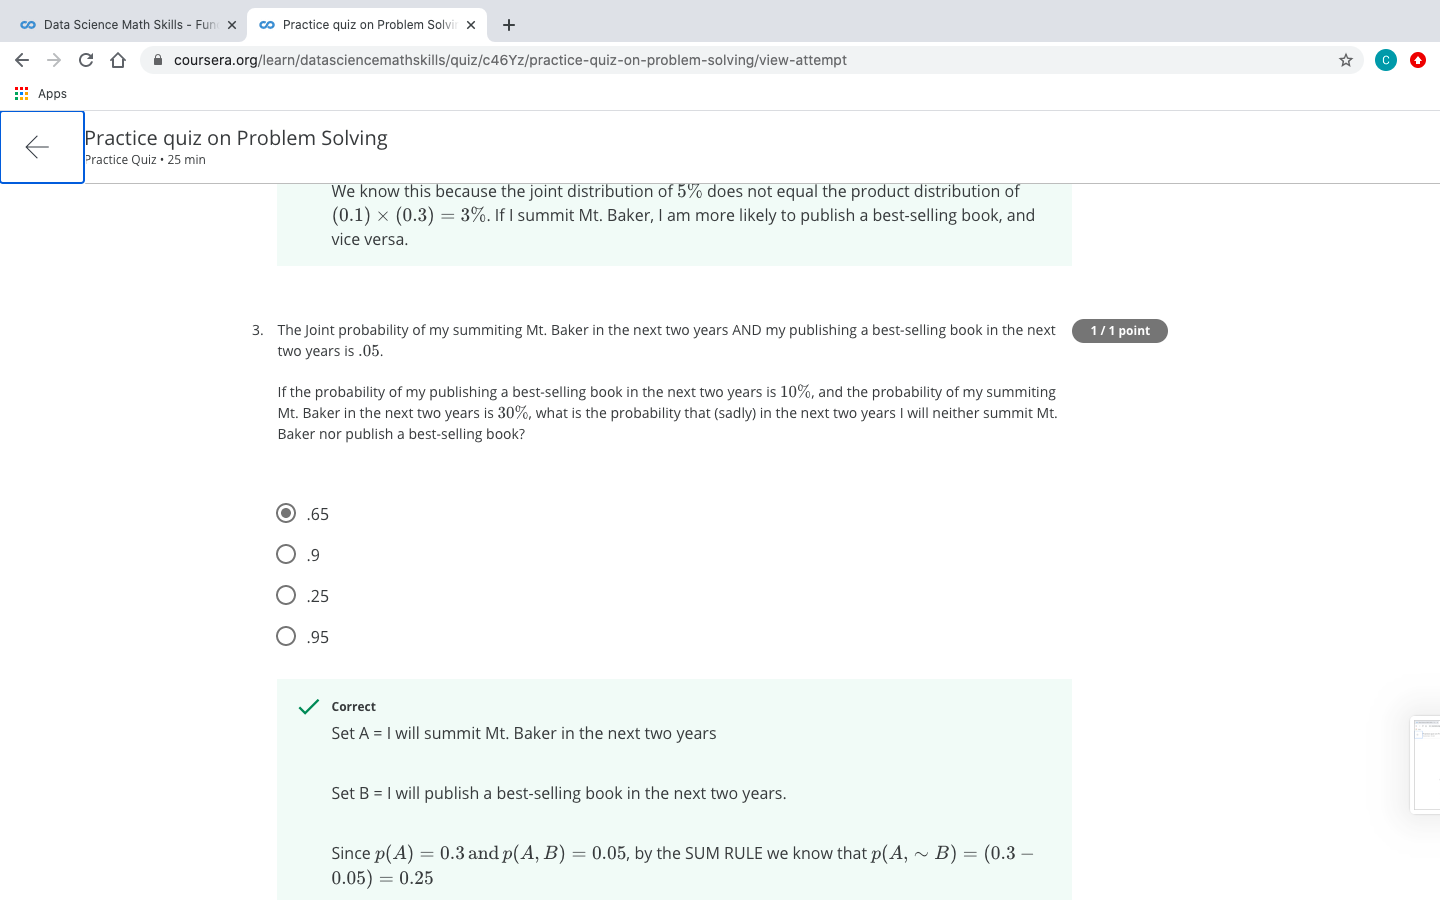 Data Science Math Skills - Fun
Practice quiz on Problem Solvi
coursera.org/learn/datasciencemathskills/quiz/c46Yz/practice-quiz-on-problem-solving/view-attempt
C
Apps
Practice quiz on Problem Solving
Practice Quiz • 25 min
We know this because the joint distribution of 5% does not equal the product distribution of
(0.1) × (0.3) = 3%. If I summit Mt. Baker, I am more likely to publish a best-selling book, and
vice versa.
3. The Joint probability of my summiting Mt. Baker in the next two years AND my publishing a best-selling book in the next
two years is .05.
1 / 1 point
If the probability of my publishing a best-selling book in the next two years is 10%, and the probability of my summiting
Mt. Baker in the next two years is 30%, what is the probability that (sadly) in the next two years I will neither summit Mt.
Baker nor publish a best-selling book?
.65
.9
.25
.95
Correct
Set A = I will summit Mt. Baker in the next two years
Set B = I will publish a best-selling book in the next two years.
Since p(A) = 0.3 and p(A, B) = 0.05, by the SUM RULE we know that p(A, ∼ B) = (0.3 −
0.05) = 0.25